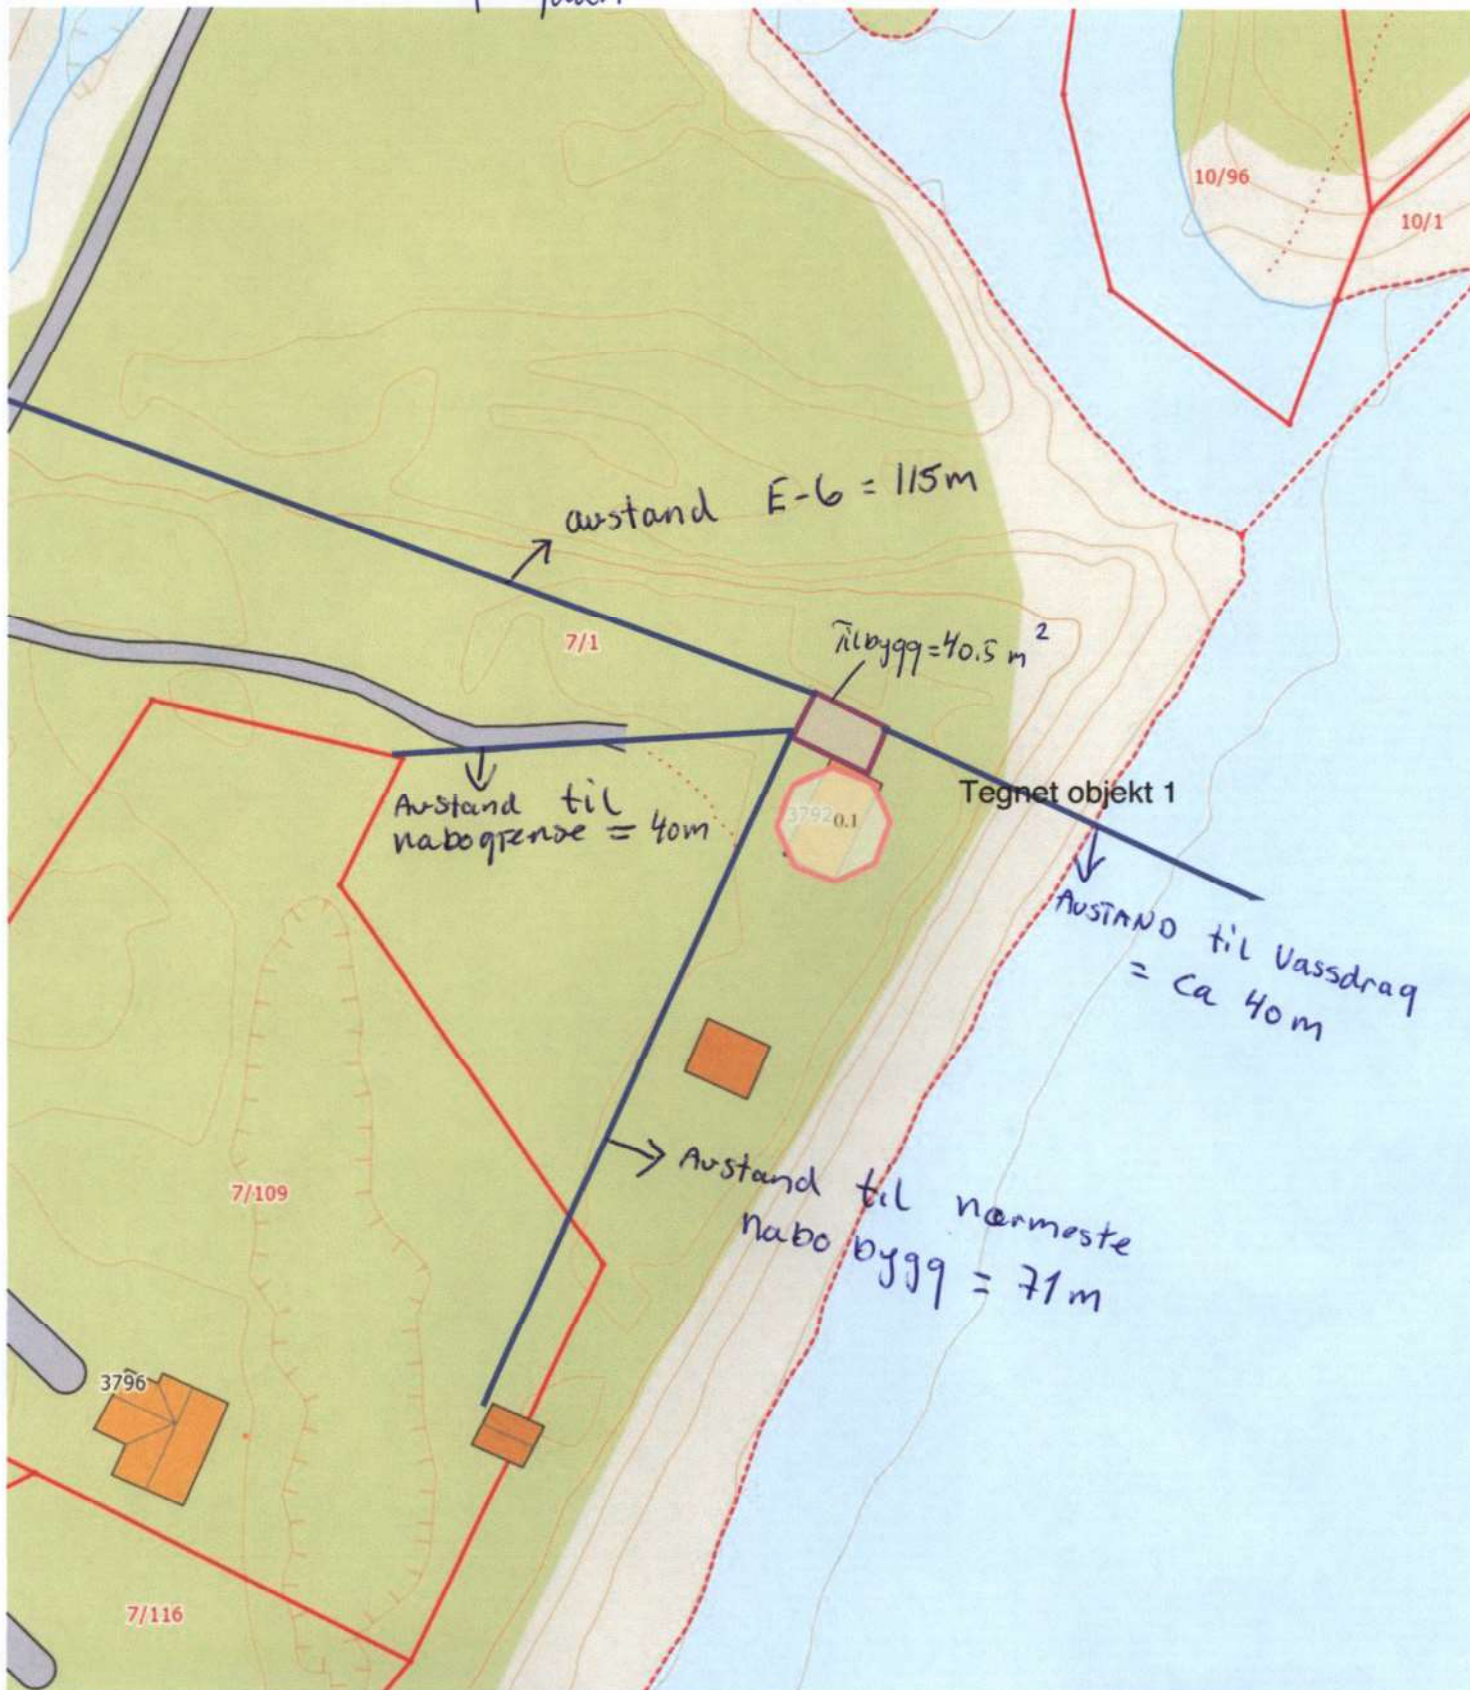 10/96
10/1
avstand E-6 = 115m
7/1
Tilbygg=40.5 m²
Tegnet objekt 1
Avstand til
nabogrense = 40m
3792 0.1
AVSTAND til Vassdrag
= ca 40m
Avstand til nærmeste
nabo bygg = 71m
7/109
3796
7/116